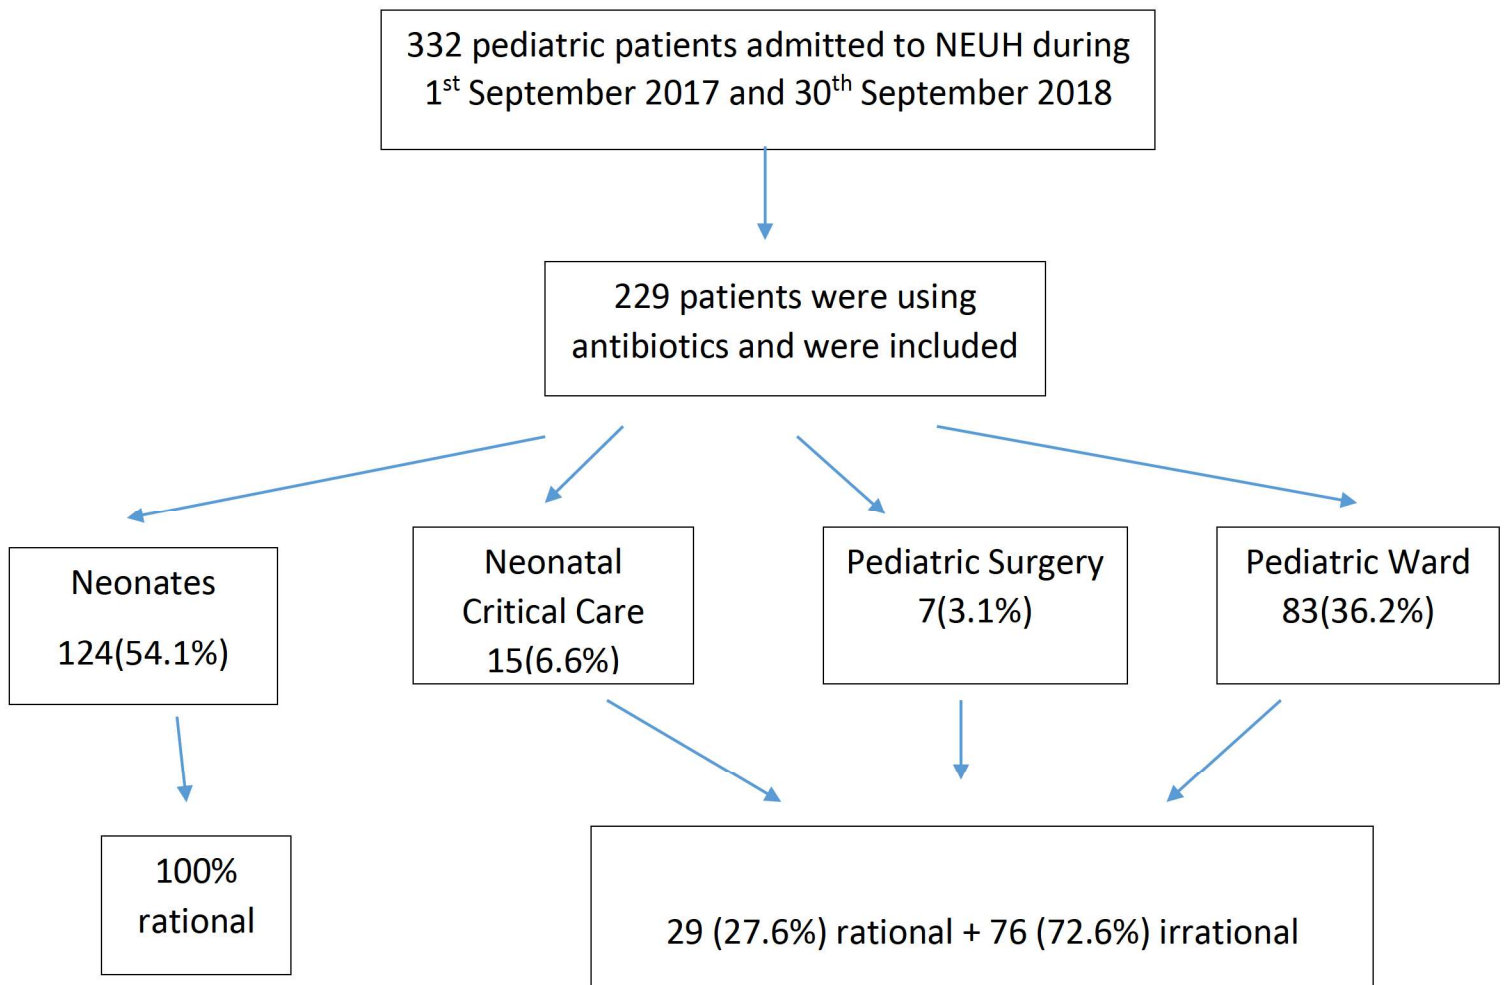 332 pediatric patients admitted to NEUH during
1st September 2017 and 30th September 2018
229 patients were using
antibiotics and were included
Neonates
124(54.1%)
Neonatal
Critical Care
15(6.6%)
Pediatric Surgery
7(3.1%)
Pediatric Ward
83(36.2%)
100%
rational
29 (27.6%) rational + 76 (72.6%) irrational